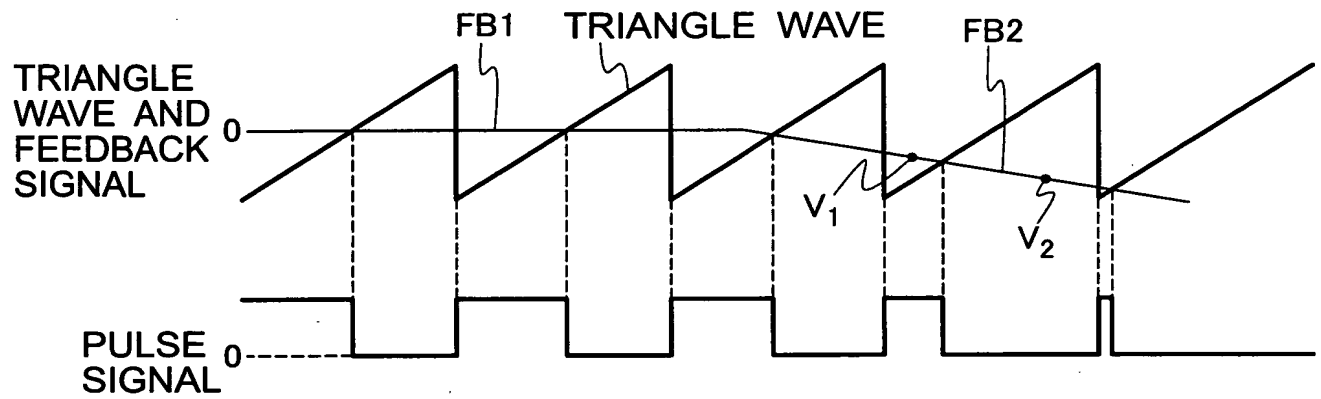 FB1 TRIANGLE WAVE FB2
TRIANGLE
WAVE AND
FEEDBACK
SIGNAL
0
V1
V2
PULSE
SIGNAL
0